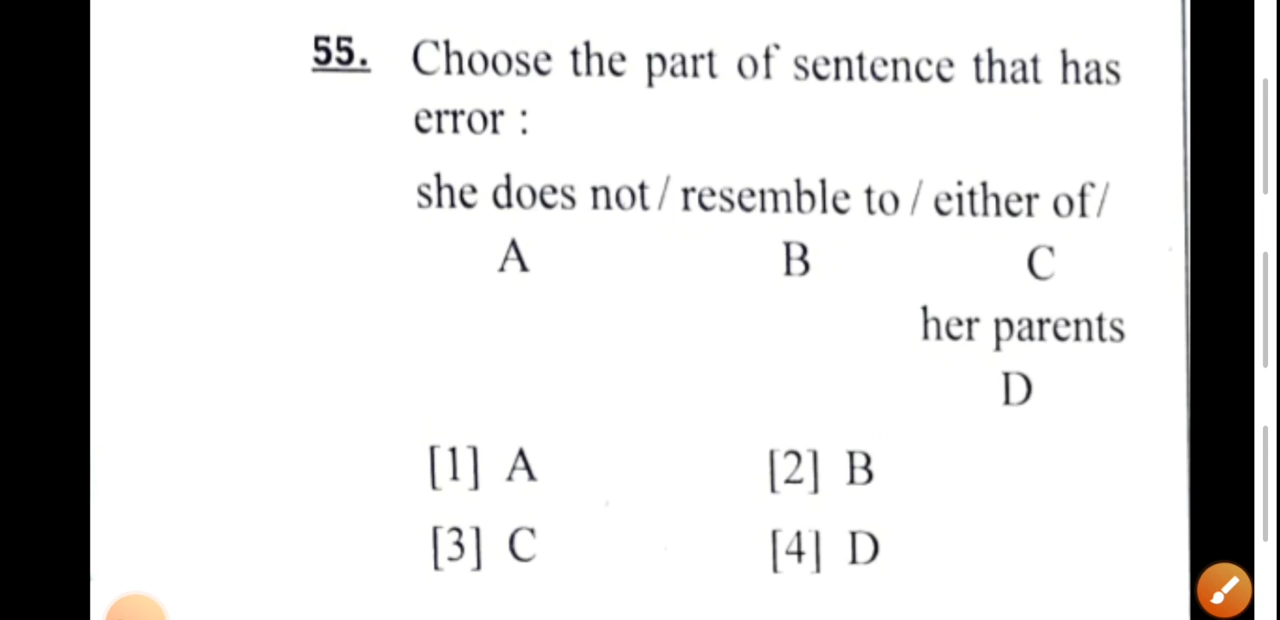 55. Choose the part of sentence that has
error :
she does not / resemble to / either of /
A B C
her parents
D
[1] A [2] B
[3] C [4] D